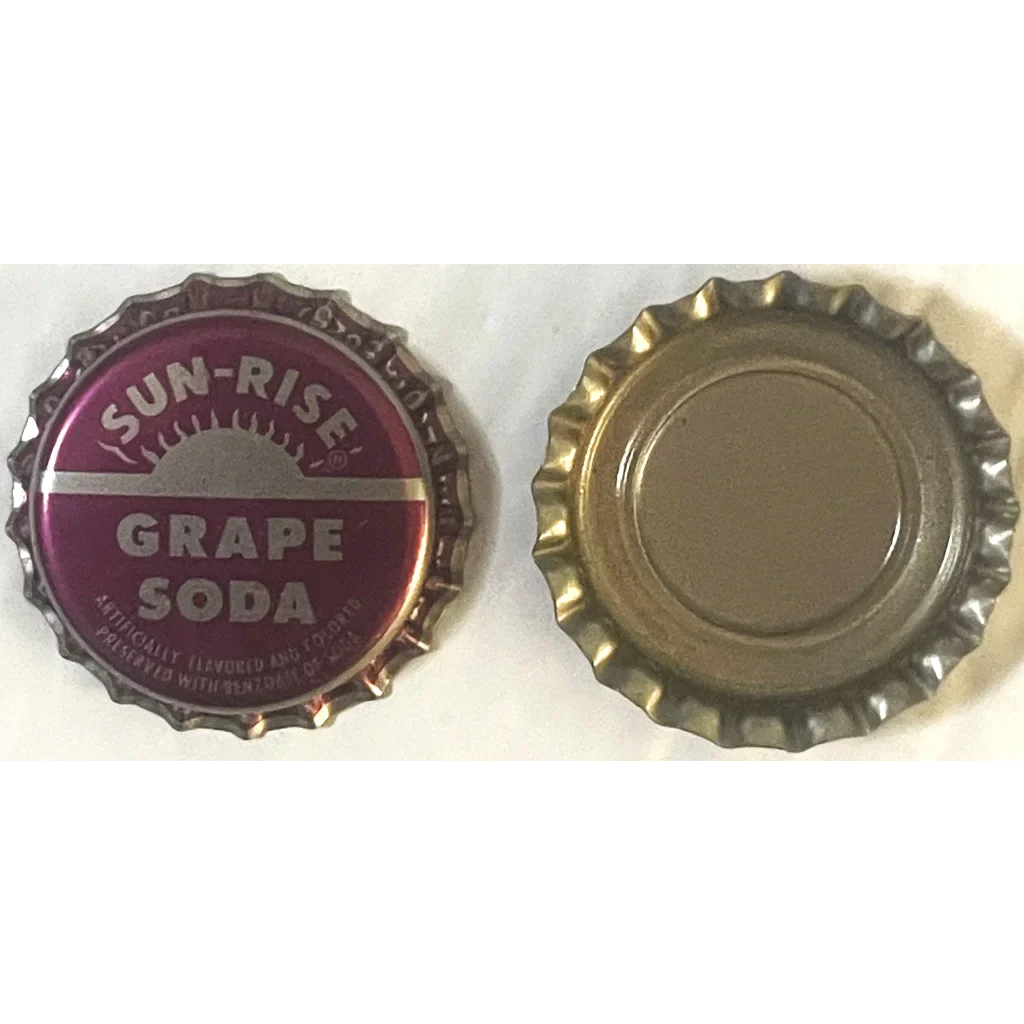 SUN-RISE®
GRAPE
SODA
ARTIFICIALLY FLAVORED AND COLORED.
PRESERVED WITH BENZOATE OF SODA